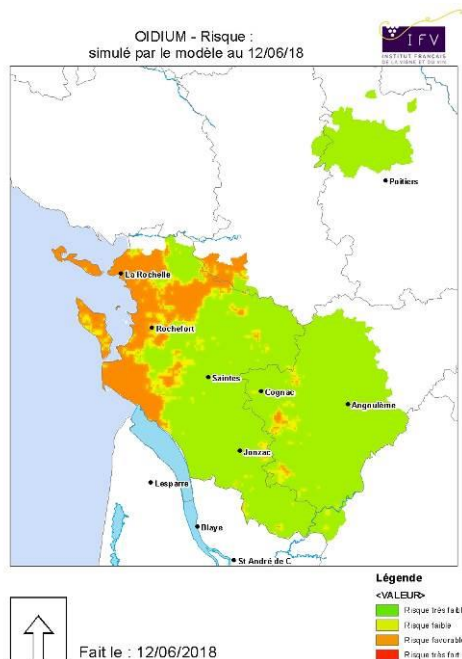 OIDIUM - Risque :
simulé par le modèle au 12/06/18
IFV
INSTITUT FRANÇAIS
DE LA VIGNE ET DU VIN
Poitiers
La Rochelle
Rochefort
Saintes
Cognac
Angoulême
Jonzac
Lesparre
Blaye
St André de C
Légende
<VALEUR>
Risque très faibl
Risque faible
Risque favorable
Risque très fort
Fait le : 12/06/2018